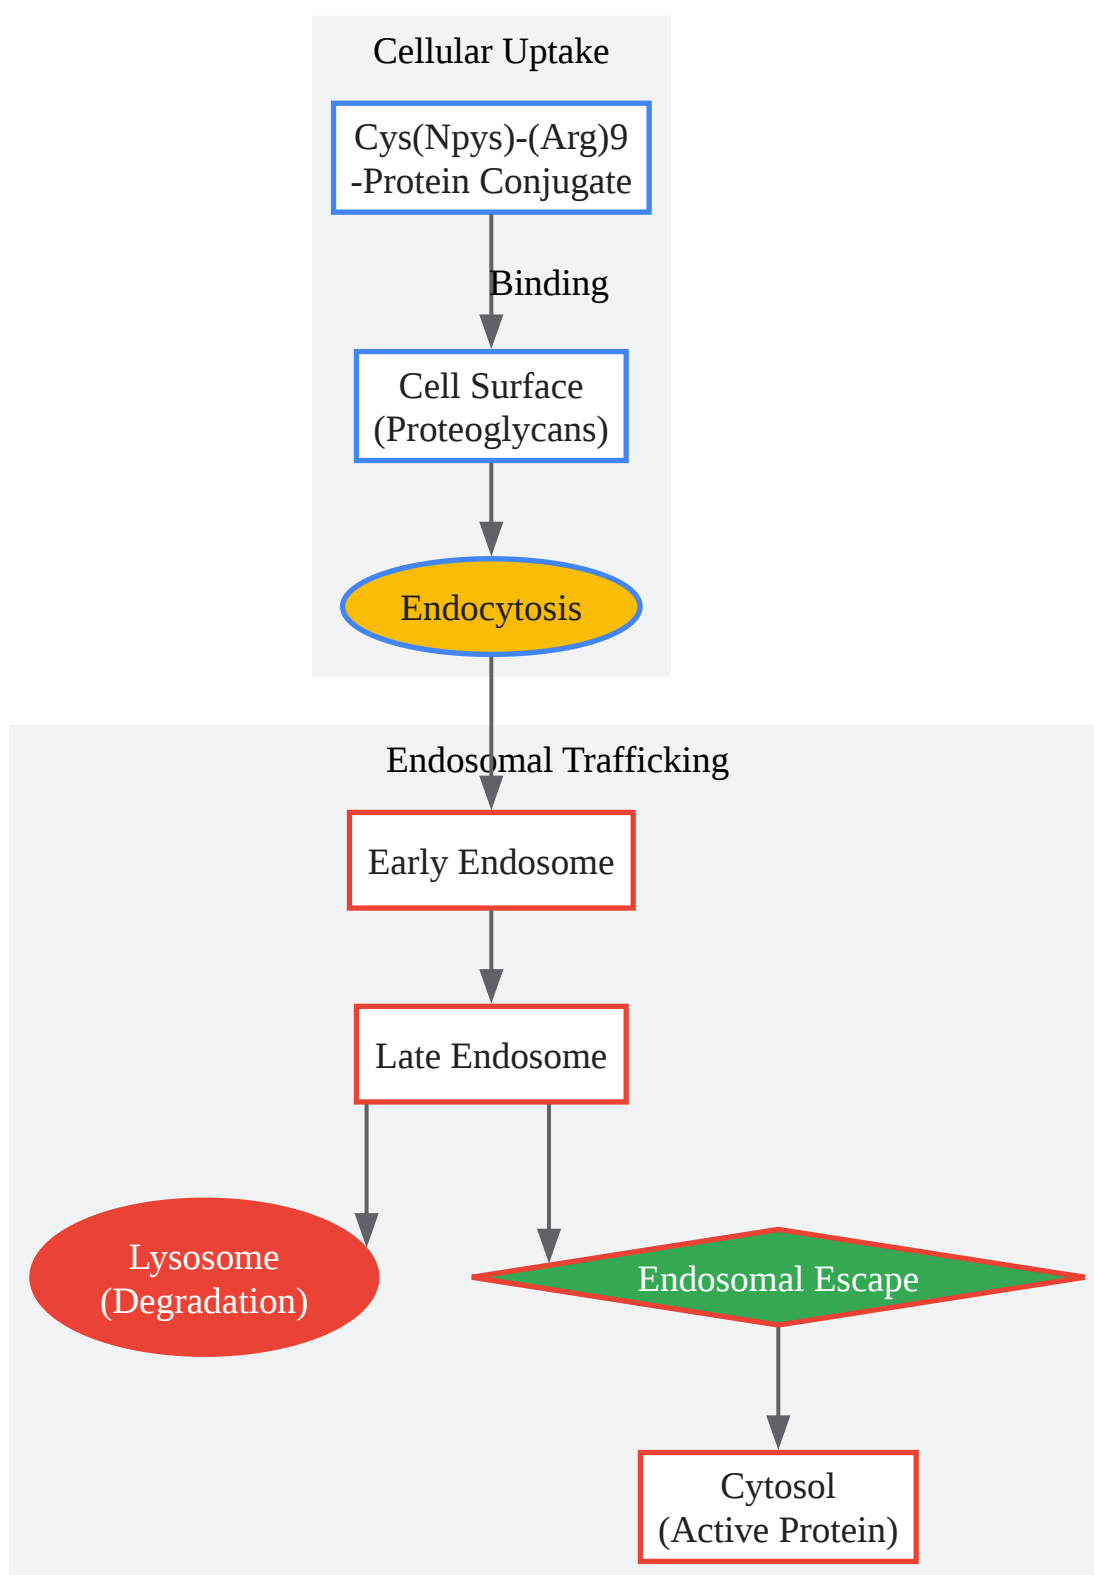 Cellular Uptake
Cys(Npys)-(Arg)9
-Protein Conjugate
Binding
Cell Surface
(Proteoglycans)
Endocytosis
Endosomal Trafficking
Early Endosome
Late Endosome
Lysosome
(Degradation)
Endosomal Escape
Cytosol
(Active Protein)